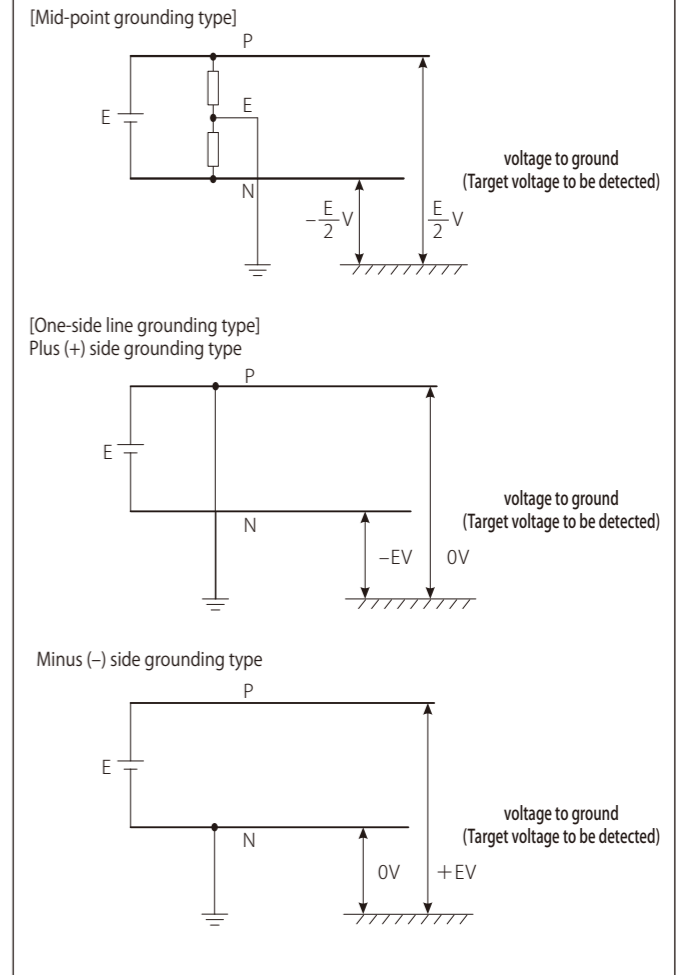 [Mid-point grounding type]
P
E
E
N
voltage to ground
(Target voltage to be detected)
−E/2 V
E/2 V
[One-side line grounding type]
Plus (+) side grounding type
P
E
N
voltage to ground
(Target voltage to be detected)
−EV
0V
Minus (–) side grounding type
P
E
N
voltage to ground
(Target voltage to be detected)
0V
+EV